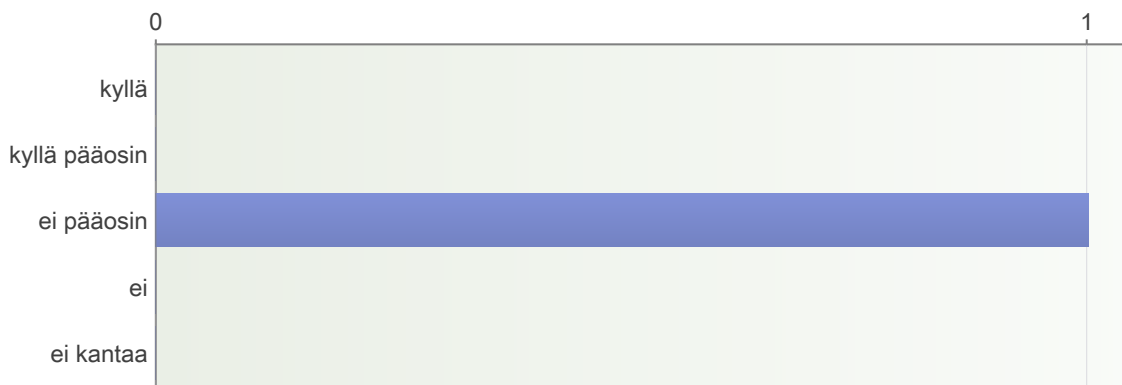 0 1
kyllä
kyllä pääosin
ei pääosin
ei
ei kantaa